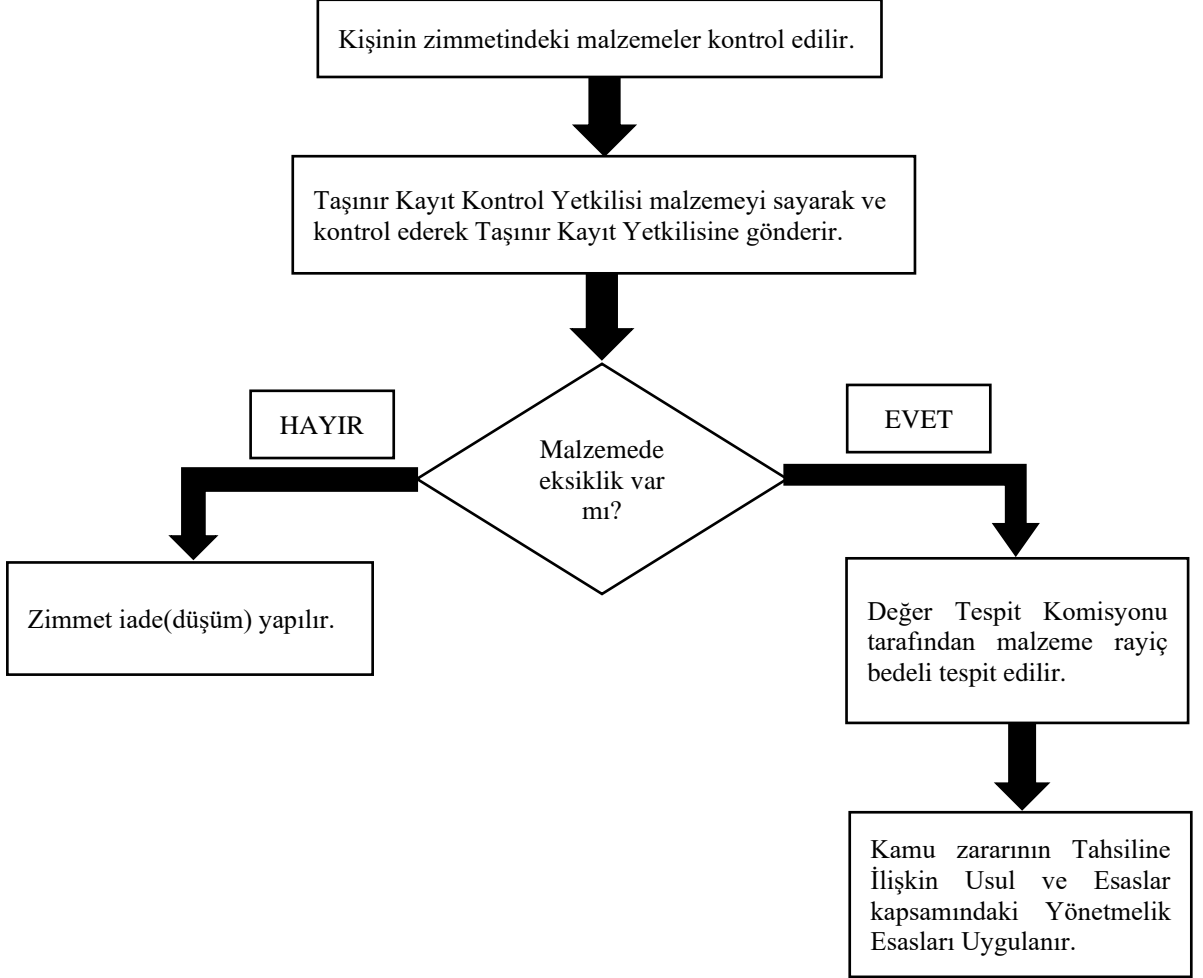 Kişinin zimmetindeki malzemeler kontrol edilir.
Taşınır Kayıt Kontrol Yetkilisi malzemeyi sayarak ve
kontrol ederek Taşınır Kayıt Yetkilisine gönderir.
HAYIR
EVET
Malzemede
eksiklik var
mı?
Zimmet iade(düşüm) yapılır.
Değer Tespit Komisyonu
tarafından malzeme rayiç
bedeli tespit edilir.
Kamu zararının Tahsiline
İlişkin Usul ve Esaslar
kapsamındaki Yönetmelik
Esasları Uygulanır.